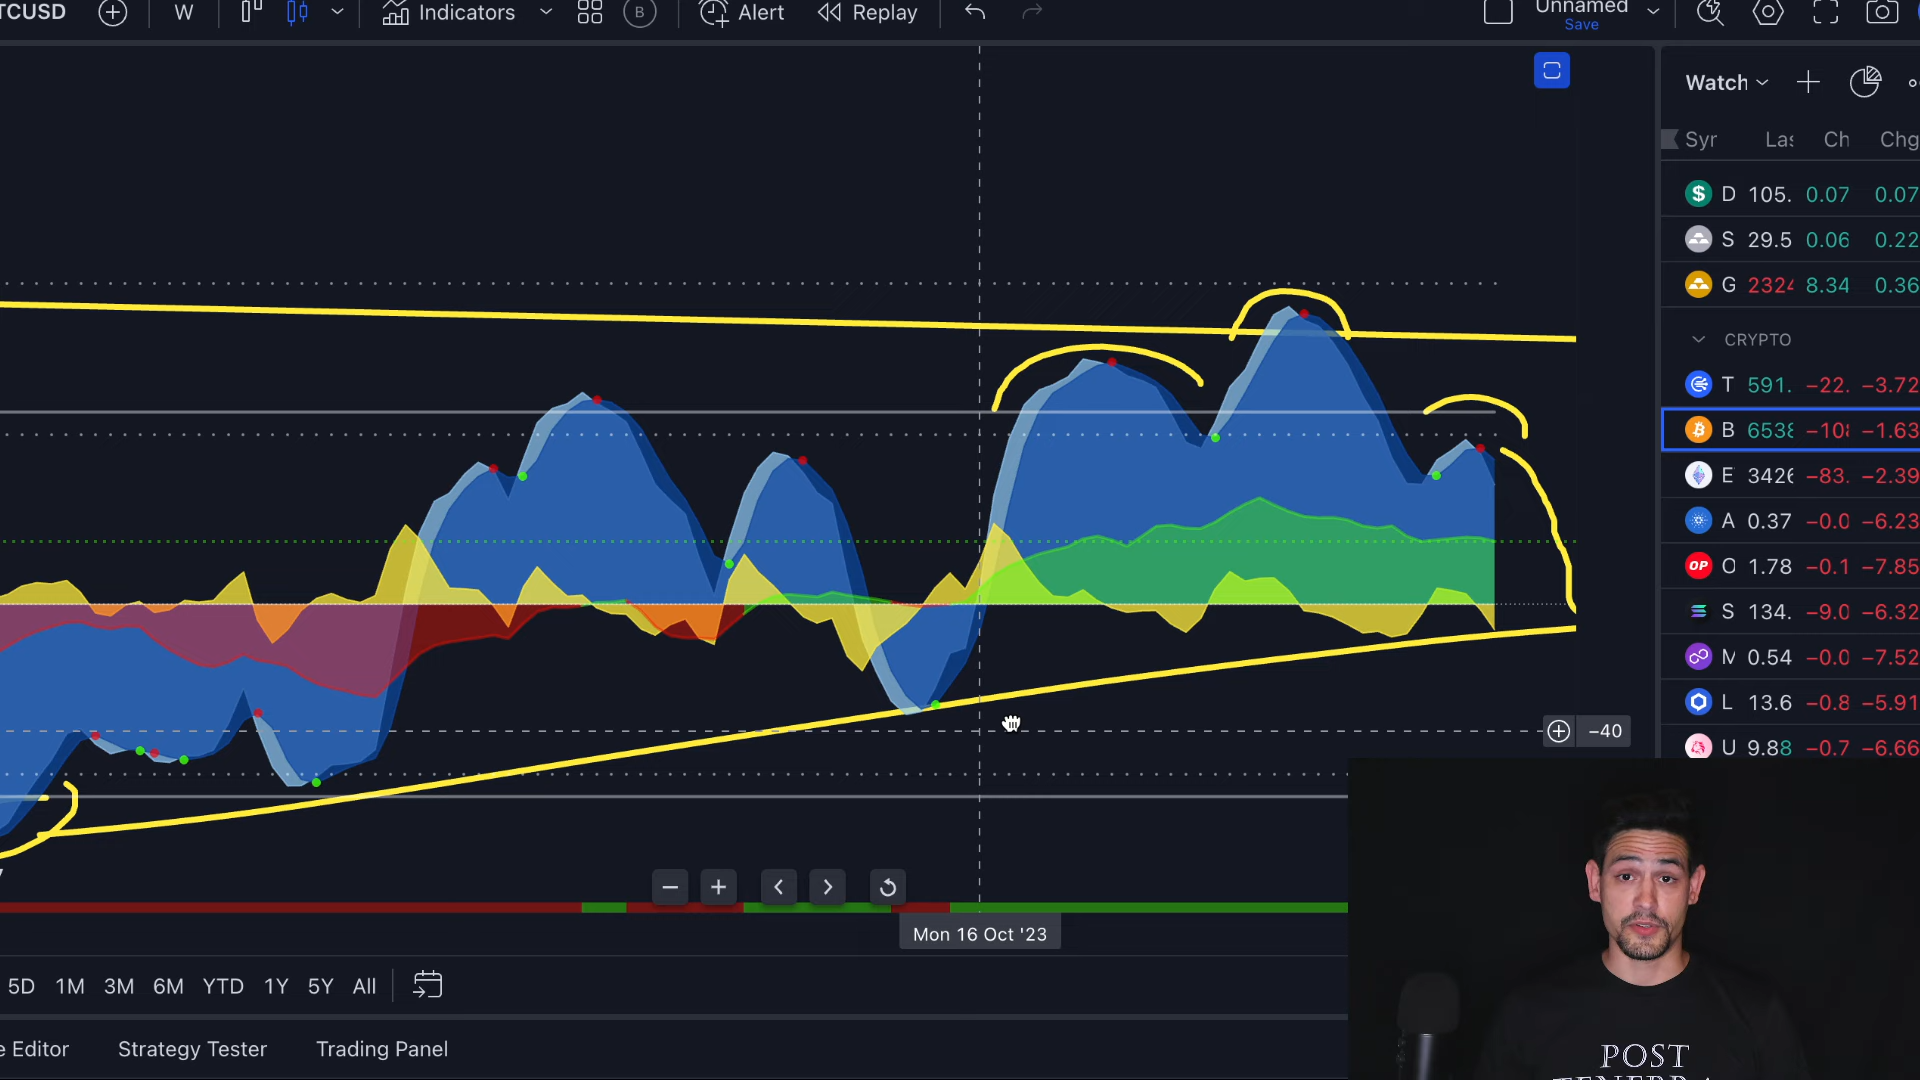 TCUSD W Indicators B Alert Replay Unnamed
Save
Watch
Syr Las Ch Chg
D 105. 0.07 0.07
S 29.5 0.06 0.22
G 2324 8.34 0.36
CRYPTO
T 591. −22. −3.72
B 6538 −10 −1.63
E 3426 −83. −2.39
A 0.37 −0.0 −6.23
OP O 1.78 −0.1 −7.85
S 134. −9.0 −6.32
M 0.54 −0.0 −7.52
L 13.6 −0.8 −5.91
U 9.88 −0.7 −6.66
−40
Mon 16 Oct '23
5D 1M 3M 6M YTD 1Y 5Y All
e Editor Strategy Tester Trading Panel
POST